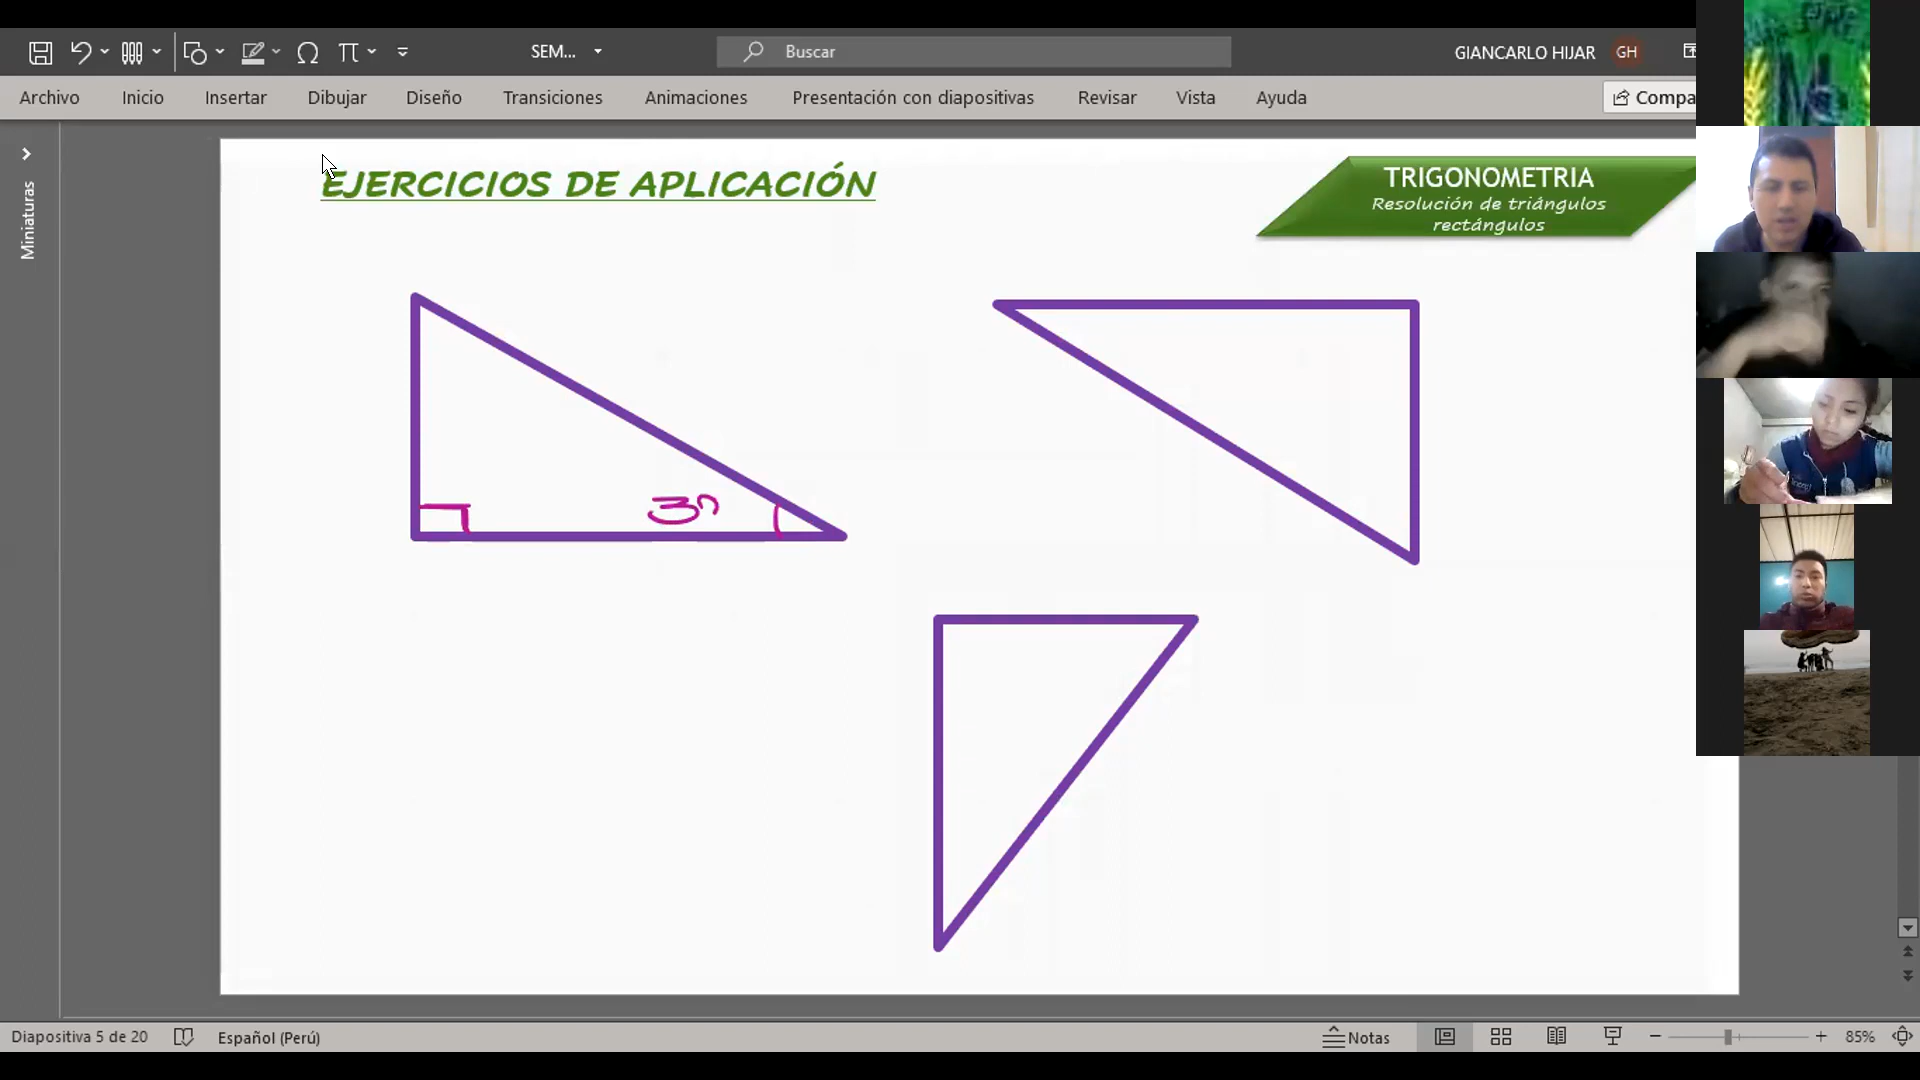 SEM...
Buscar
GIANCARLO HIJAR
GH
Archivo
Inicio
Insertar
Dibujar
Diseño
Transiciones
Animaciones
Presentación con diapositivas
Revisar
Vista
Ayuda
Compa
Miniaturas
EJERCICIOS DE APLICACIÓN
TRIGONOMETRIA
Resolución de triángulos
rectángulos
Diapositiva 5 de 20
Español (Perú)
Notas
85%